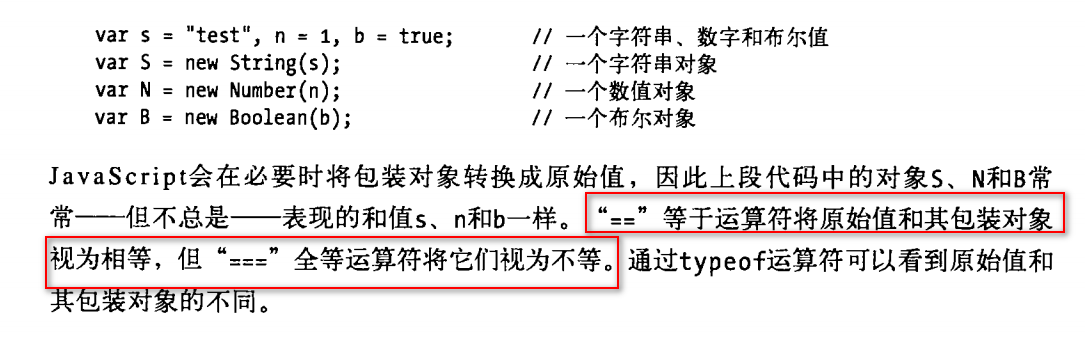 var s = "test", n = 1, b = true; // 一个字符串、数字和布尔值
var S = new String(s); // 一个字符串对象
var N = new Number(n); // 一个数值对象
var B = new Boolean(b); // 一个布尔对象
JavaScript会在必要时将包装对象转换成原始值，因此上段代码中的对象S、N和B常
常——但不总是——表现的和值s、n和b一样。“==”等于运算符将原始值和其包装对象
视为相等，但“===”全等运算符将它们视为不等。通过typeof运算符可以看到原始值和
其包装对象的不同。